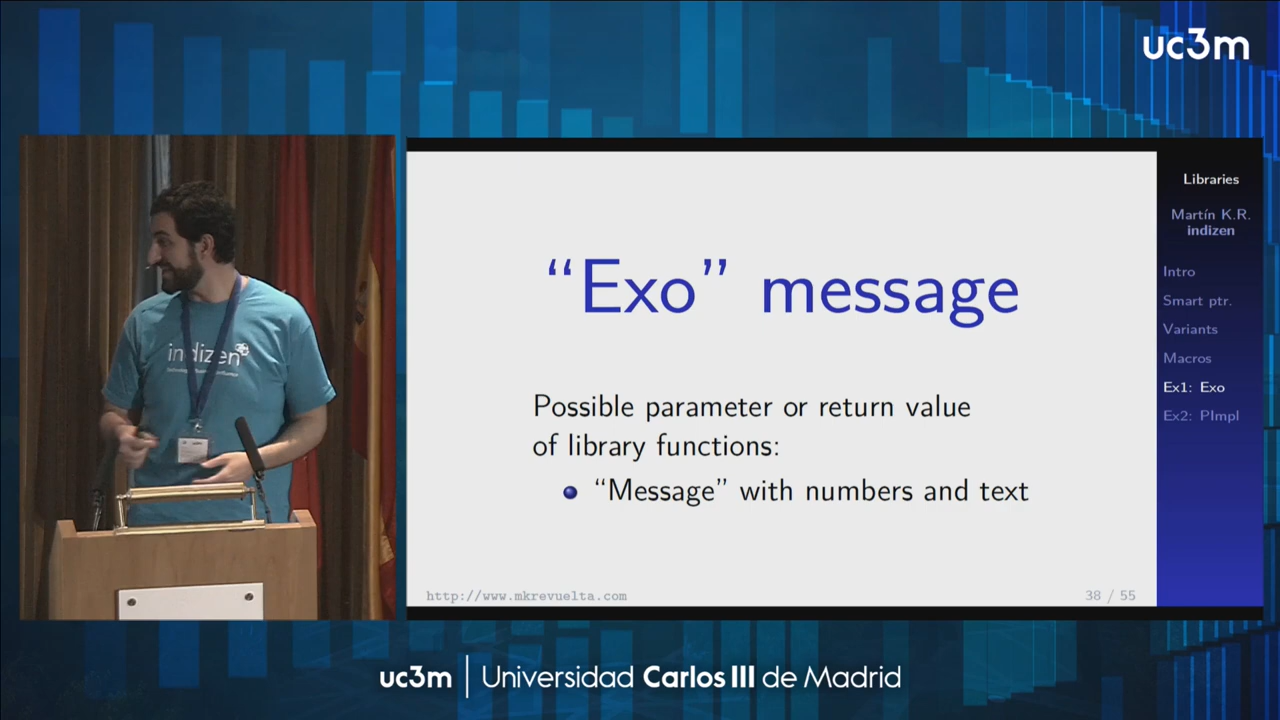 uc3m
Libraries
Martín K.R.
indizen
Intro
Smart ptr.
Variants
Macros
Ex1: Exo
Ex2: PImpl
“Exo” message
Possible parameter or return value
of library functions:
“Message” with numbers and text
http://www.mkrevuelta.com
38 / 55
indizen
uc3m | Universidad Carlos III de Madrid